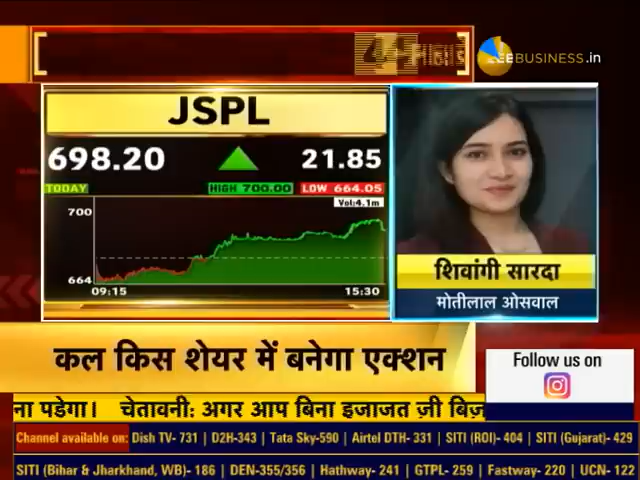 ZEEBUSINESS.in
JSPL
698.20 21.85
TODAY HIGH 700.00 LOW 664.05
Vol:4.1m
700
664
09:15 15:30
शिवांगी सारदा
मोतीलाल ओसवाल
कल किस शेयर में बनेगा एक्शन
Follow us on
ना पड़ेगा। चेतावनी: अगर आप बिना इजाजत ज़ी बिज़
Channel available on: Dish TV- 731 | D2H-343 | Tata Sky-590 | Airtel DTH- 331 | SITI (ROI)- 404 | SITI (Gujarat)- 429
SITI (Bihar & Jharkhand, WB)- 186 | DEN-355/356 | Hathway- 241 | GTPL- 259 | Fastway- 220 | UCN- 122